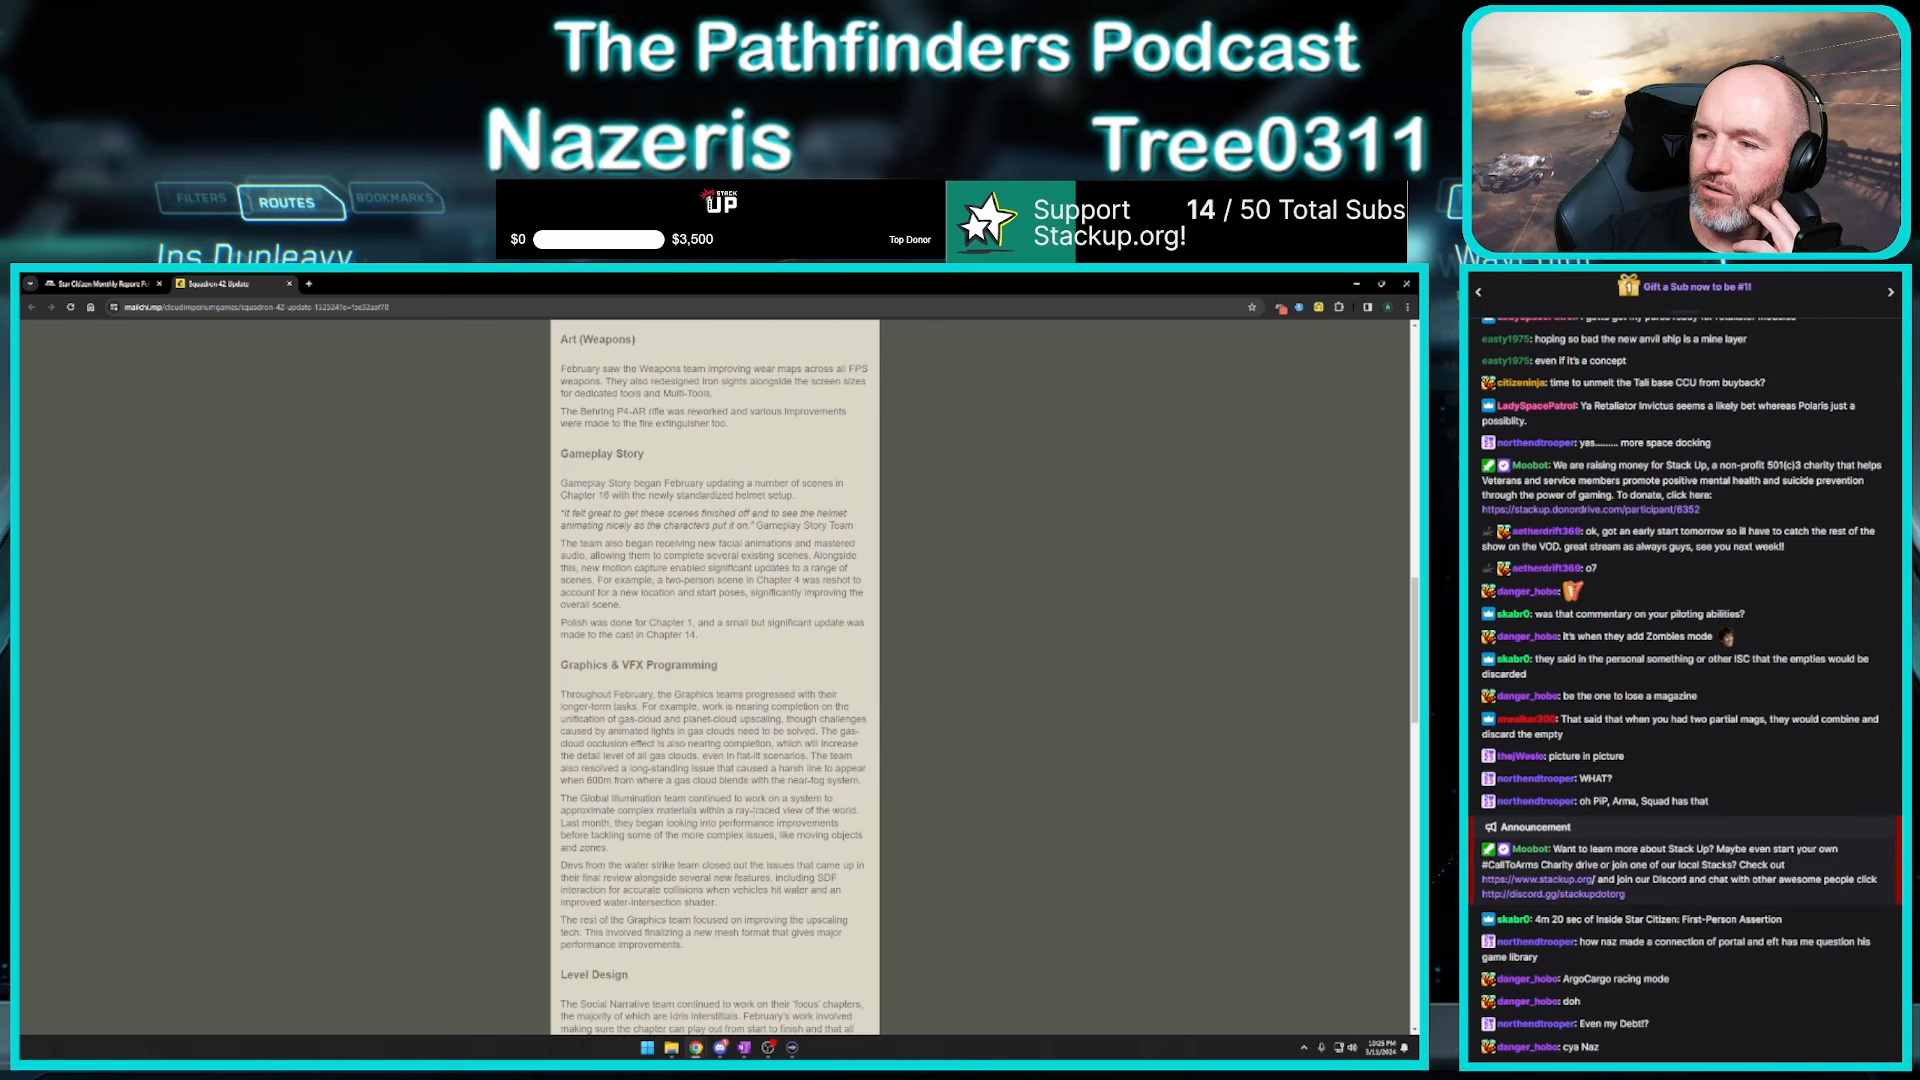 The Pathfinders Podcast
Nazeris
Tree0311
FILTERS
ROUTES
BOOKMARKS
STACK
UP
$0
$3,500
Top Donor
Support
Stackup.org!
14 / 50 Total Subs
Star Citizen Monthly Report: Fe
Squadron 42 Update
Art (Weapons)
February saw the Weapons team improving wear maps across all FPS
weapons. They also redesigned iron sights alongside the screen sizes
for dedicated tools and Multi-Tools.
The Behring P4-AR rifle was reworked and various improvements
were made to the fire extinguisher too.
Gameplay Story
Gameplay Story began February updating a number of scenes in
Chapter 16 with the newly standardized helmet setup.
"It felt great to get these scenes finished off and to see the helmet
animating nicely as the characters put it on." Gameplay Story Team
The team also began receiving new facial animations and mastered
audio, allowing them to complete several existing scenes. Alongside
this, new motion capture enabled significant updates to a range of
scenes. For example, a two-person scene in Chapter 4 was reshot to
account for a new location and start poses, significantly improving the
overall scene.
Polish was done for Chapter 1, and a small but significant update was
made to the cast in Chapter 14.
Graphics & VFX Programming
Throughout February, the Graphics teams progressed with their
longer-term tasks. For example, work is nearing completion on the
unification of gas-cloud and planet-cloud upscaling, though challenges
caused by animated lights in gas clouds need to be solved. The gas-
cloud occlusion effect is also nearing completion, which will increase
the detail level of all gas clouds, even in flat-lit scenarios. The team
also resolved a long-standing issue that caused a harsh line to appear
when 600m from where a gas cloud blends with the near-fog system.
The Global Illumination team continued to work on a system to
approximate complex materials within a ray-traced view of the world.
Last month, they began looking into performance improvements
before tackling some of the more complex issues, like moving objects
and zones.
Devs from the water strike team closed out the issues that came up in
their final review alongside several new features, including SDF
interaction for accurate collisions when vehicles hit water and an
improved water-intersection shader.
The rest of the Graphics team focused on improving the upscaling
tech. This involved finalizing a new mesh format that gives major
performance improvements.
Level Design
The Social Narrative team continued to work on their 'focus' chapters,
the majority of which are Idris interstitials. February's work involved
making sure the chapter can play out from start to finish and that all
10:25 PM
3/13/2024
Gift a Sub now to be #1!
easty1975: hoping so bad the new anvil ship is a mine layer
easty1975: even if it's a concept
citizeninja: time to unmelt the Tali base CCU from buyback?
LadySpacePatrol: Ya Retaliator Invictus seems a likely bet whereas Polaris just a
possiblity.
northendtrooper: yas......... more space docking
Moobot: We are raising money for Stack Up, a non-profit 501(c)3 charity that helps
Veterans and service members promote positive mental health and suicide prevention
through the power of gaming. To donate, click here:
https://stackup.donordrive.com/participant/6352
aetherdrift369: ok, got an early start tomorrow so ill have to catch the rest of the
show on the VOD. great stream as always guys, see you next week!!
aetherdrift369: o7
danger_hobo:
skabr0: was that commentary on your piloting abilities?
danger_hobo: it's when they add Zombies mode
skabr0: they said in the personal something or other ISC that the empties would be
discarded
danger_hobo: be the one to lose a magazine
mwalker300: That said that when you had two partial mags, they would combine and
discard the empty
thejWeslo: picture in picture
northendtrooper: WHAT?
northendtrooper: oh PiP, Arma, Squad has that
Announcement
Moobot: Want to learn more about Stack Up? Maybe even start your own
#CallToArms Charity drive or join one of our local Stacks? Check out
https://www.stackup.org/ and join our Discord and chat with other awesome people click
http://discord.gg/stackupdotorg
skabr0: 4m 20 sec of Inside Star Citizen: First-Person Assertion
northendtrooper: how naz made a connection of portal and eft has me question his
game library
danger_hobo: ArgoCargo racing mode
danger_hobo: doh
northendtrooper: Even my Debt!?
danger_hobo: cya Naz